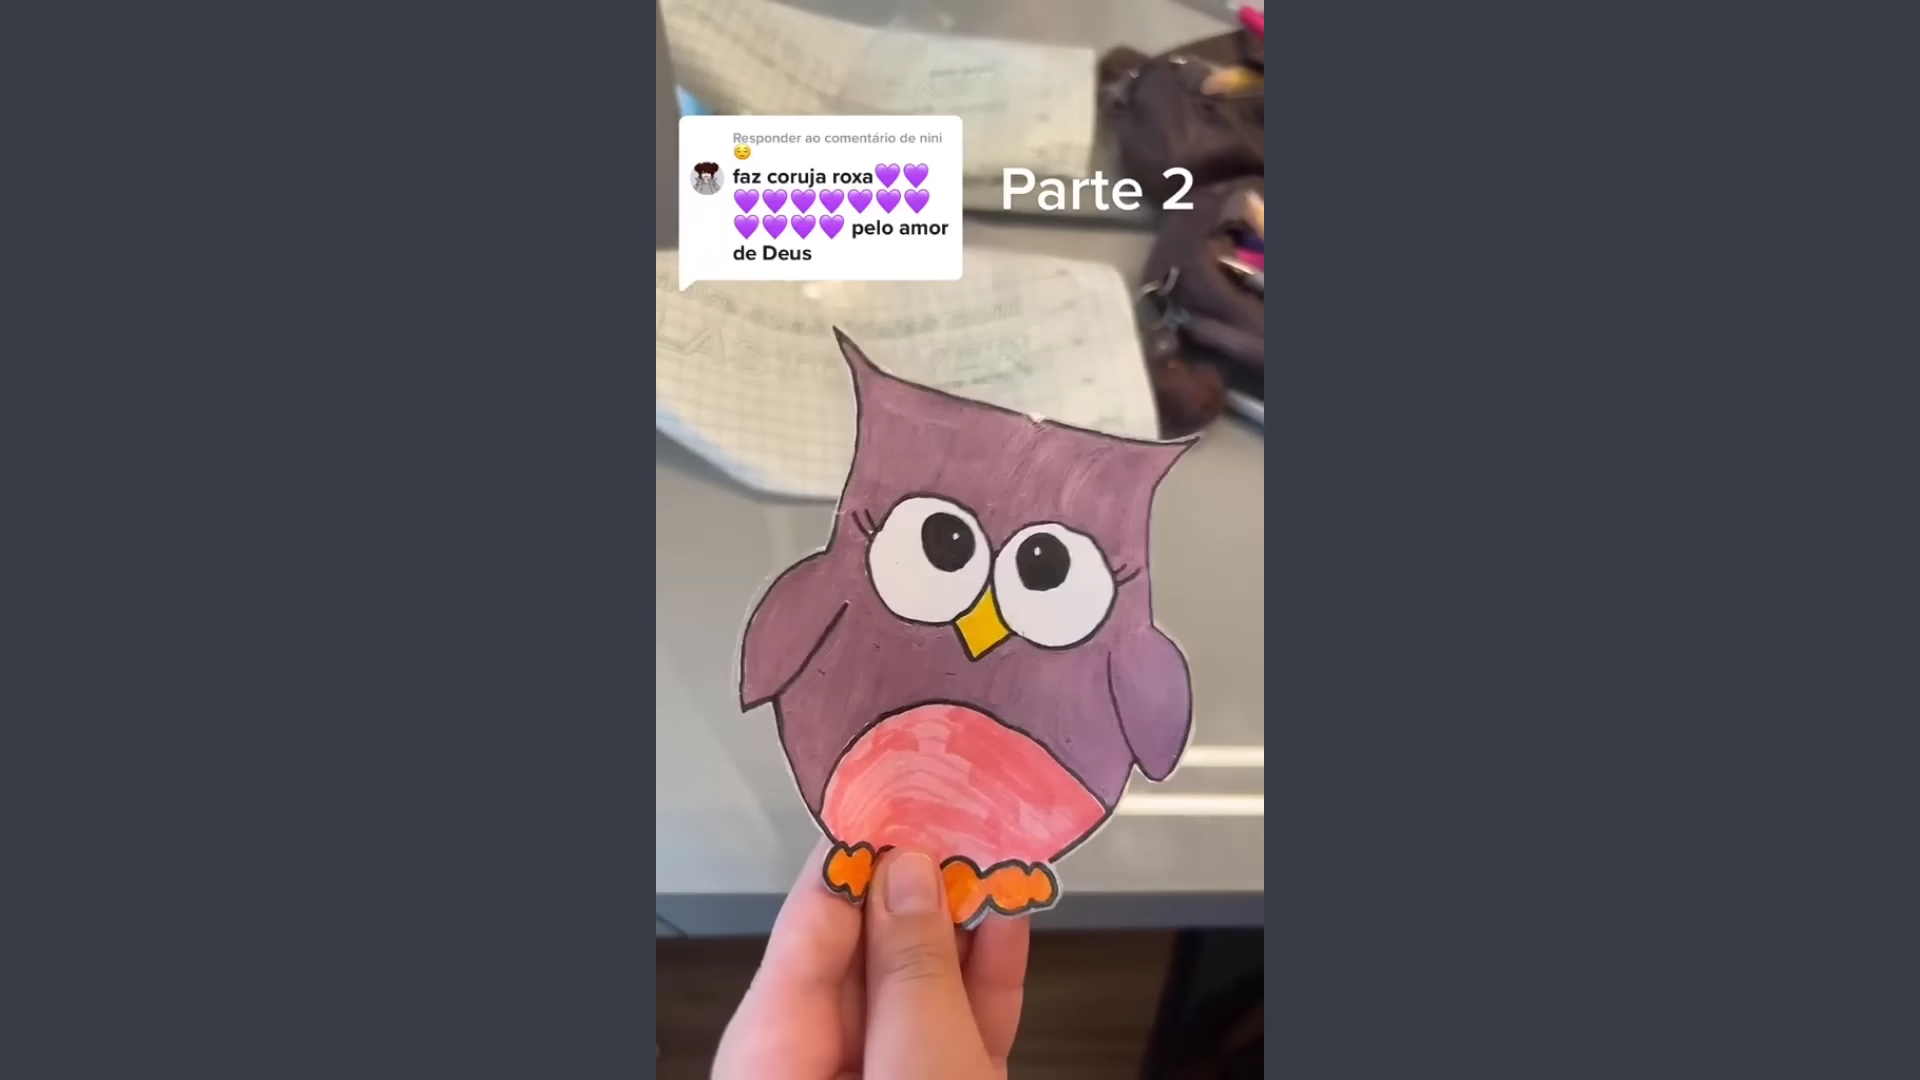 Responder ao comentário de nini
😌
faz coruja roxa💜💜
💜💜💜💜💜💜💜
💜💜💜💜 pelo amor
de Deus
Parte 2